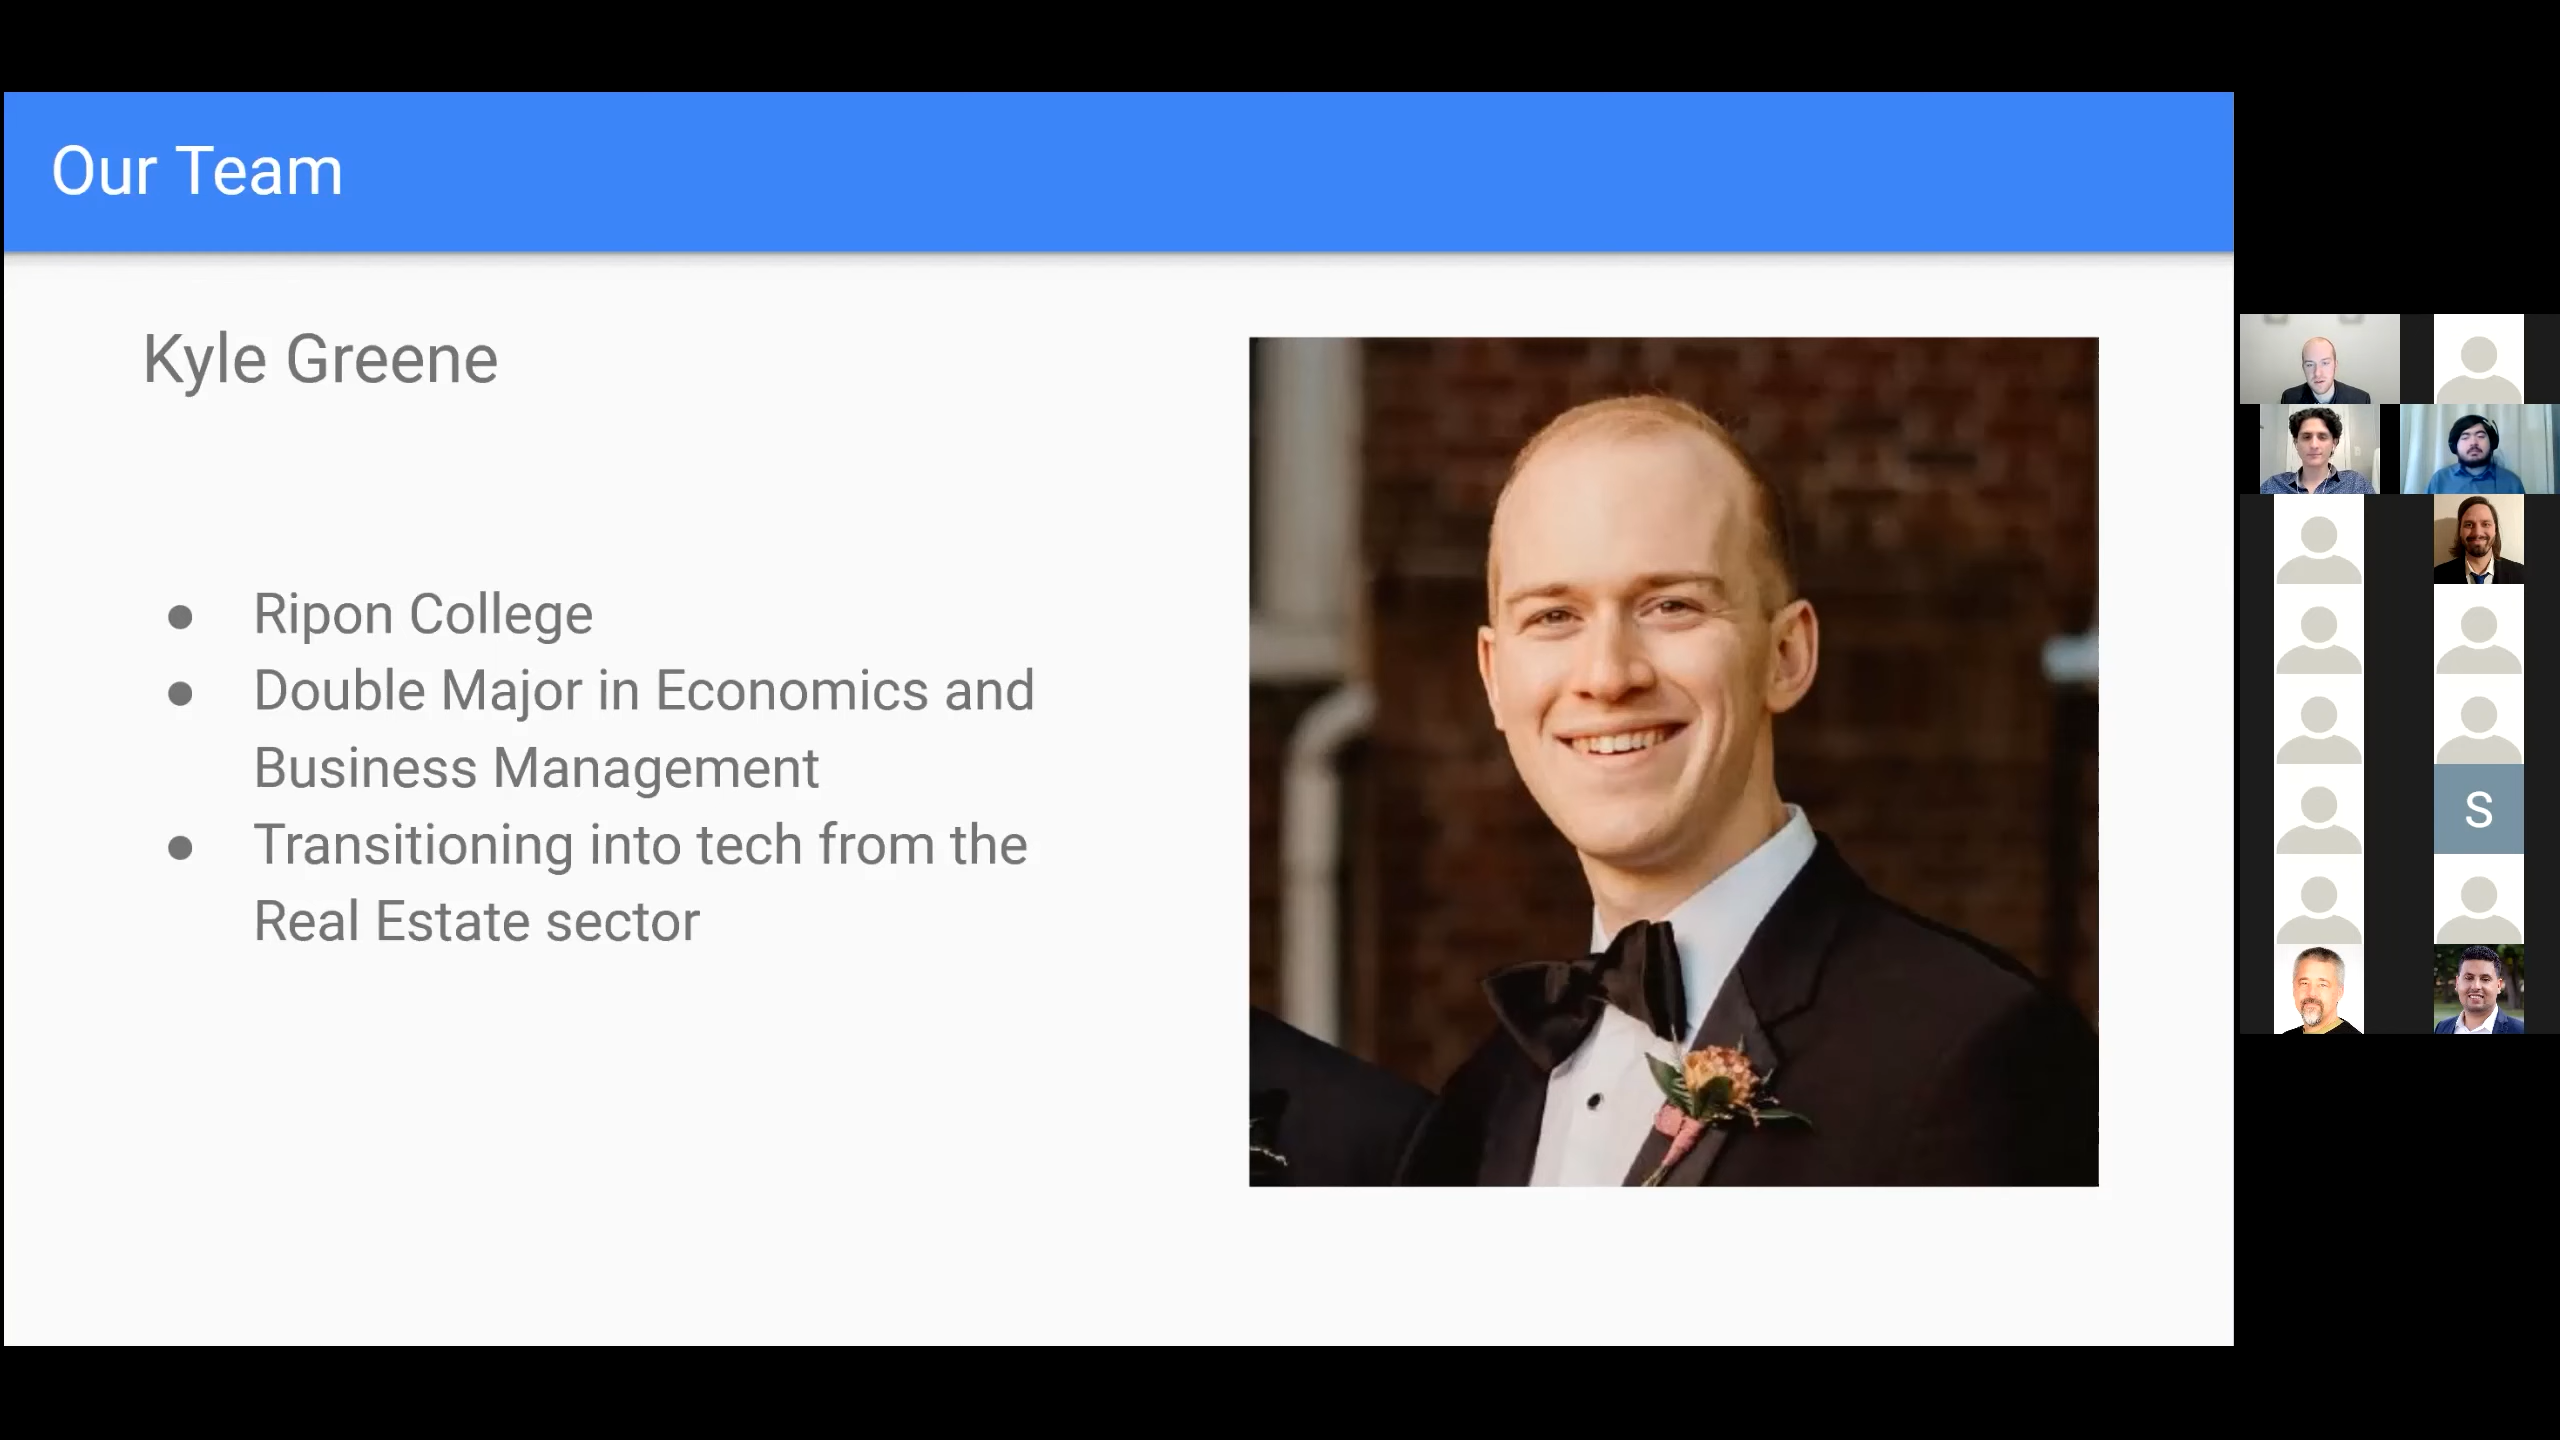 Our Team
Kyle Greene
● Ripon College
● Double Major in Economics and
Business Management
● Transitioning into tech from the
Real Estate sector
S